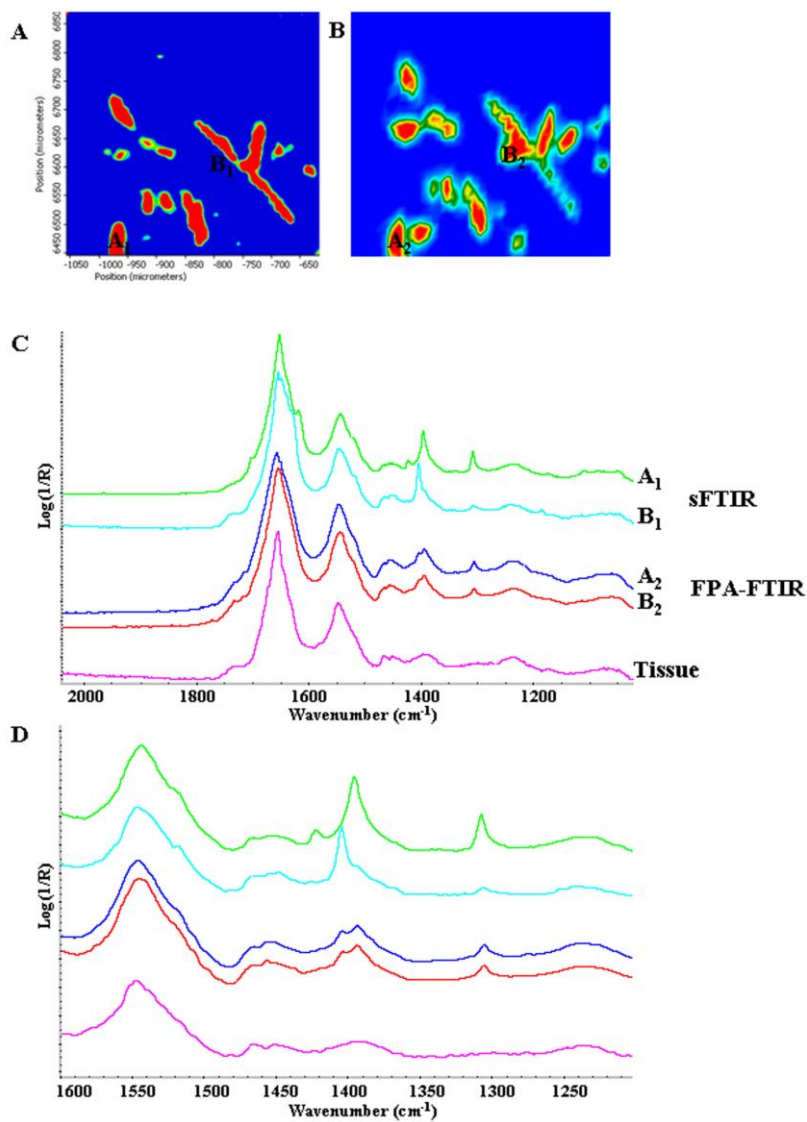 A
B
6450 6500 6550 6600 6650 6700 6750 6800 6850
Position (micrometers)
B1
A1
-1050 -1000 -950 -900 -850 -800 -750 -700 -650
Position (micrometers)
B2
A2
C
Log(1/R)
A1
sFTIR
B1
A2
FPA-FTIR
B2
Tissue
2000 1800 1600 1400 1200
Wavenumber (cm-1)
D
Log(1/R)
1600 1550 1500 1450 1400 1350 1300 1250
Wavenumber (cm-1)